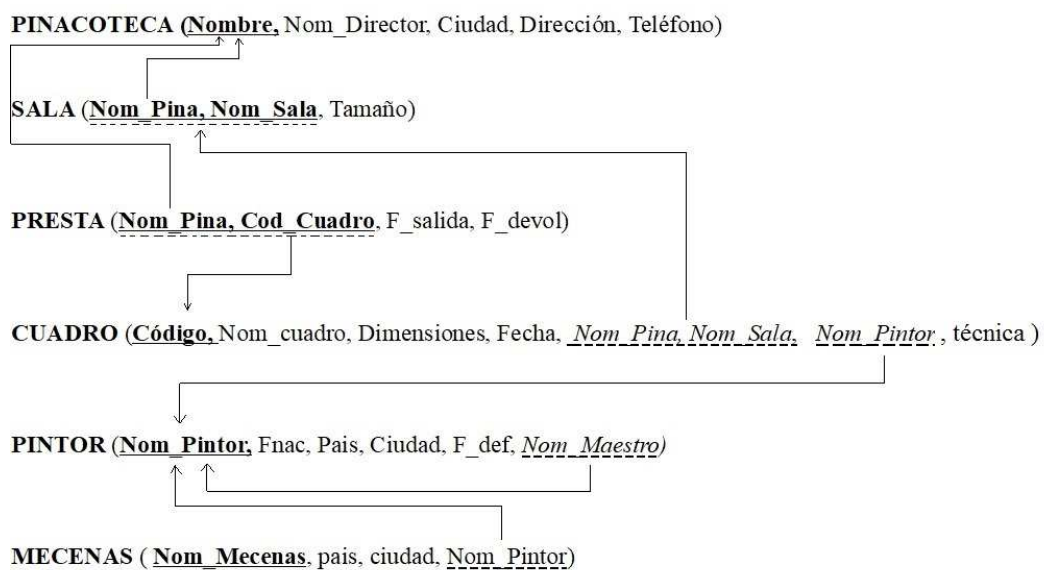 PINACOTECA (Nombre, Nom_Director, Ciudad, Dirección, Teléfono)
SALA (Nom_Pina, Nom_Sala, Tamaño)
PRESTA (Nom_Pina, Cod_Cuadro, F_salida, F_devol)
CUADRO (Código, Nom_cuadro, Dimensiones, Fecha, Nom_Pina, Nom_Sala, Nom_Pintor , técnica )
PINTOR (Nom_Pintor, Fnac, Pais, Ciudad, F_def, Nom_Maestro)
MECENAS ( Nom_Mecenas, pais, ciudad, Nom_Pintor)